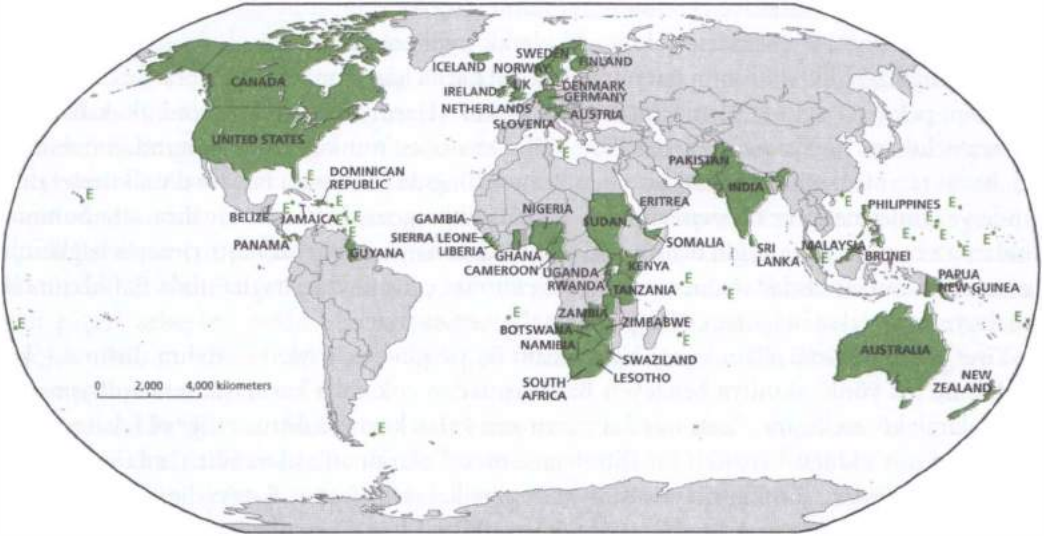 CANADA
UNITED STATES
ICELAND
SWEDEN
NORWAY
FINLAND
UK
IRELAND
DENMARK
GERMANY
NETHERLANDS
AUSTRIA
SLOVENIA
E
E
DOMINICAN
REPUBLIC
E
BELIZE
JAMAICA
E
E
E
E
E
PANAMA
GUYANA
GAMBIA
SIERRA LEONE
LIBERIA
NIGERIA
GHANA
CAMEROON
SUDAN
ERITREA
SOMALIA
UGANDA
RWANDA
KENYA
TANZANIA
PAKISTAN
INDIA
SRI
LANKA
E
E
PHILIPPINES
E
E
E
E
E
E
MALAYSIA
BRUNEI
E
PAPUA
NEW GUINEA
E
E
E
E
E
ZAMBIA
ZIMBABWE
BOTSWANA
NAMIBIA
E
SWAZILAND
LESOTHO
SOUTH
AFRICA
AUSTRALIA
NEW
ZEALAND
2,000 4,000 kilometers
E